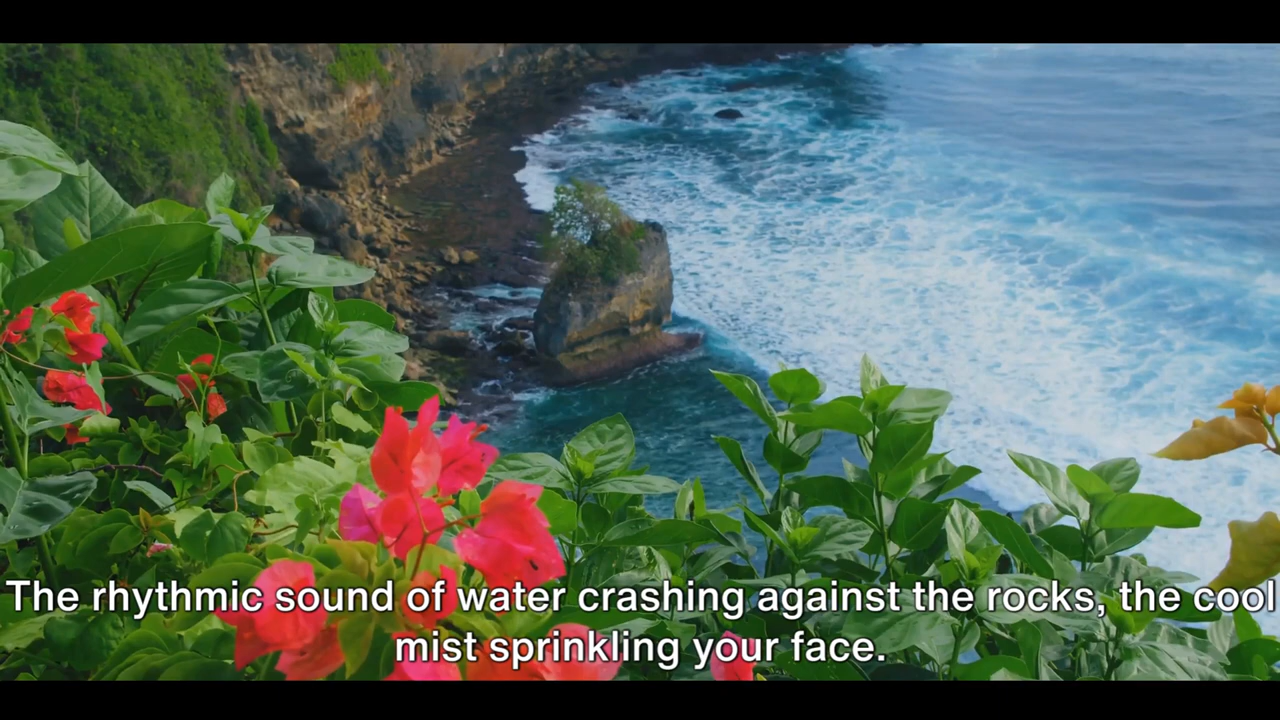 The rhythmic sound of water crashing against the rocks, the cool
mist sprinkling your face.